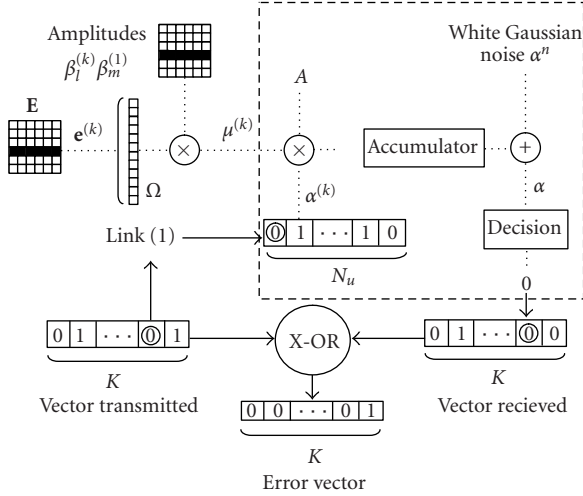 Amplitudes
β_l^(k) β_m^(1)
White Gaussian
noise α^n
E
e^(k)
Ω
×
μ^(k)
A
×
Accumulator
+
α^(k)
α
Decision
Link (1)
0 1 ··· 1 0
N_u
0
0 1 ··· 0 1
X-OR
0 1 ··· 0 0
K
Vector transmitted
K
Vector recieved
0 0 ··· 0 1
K
Error vector